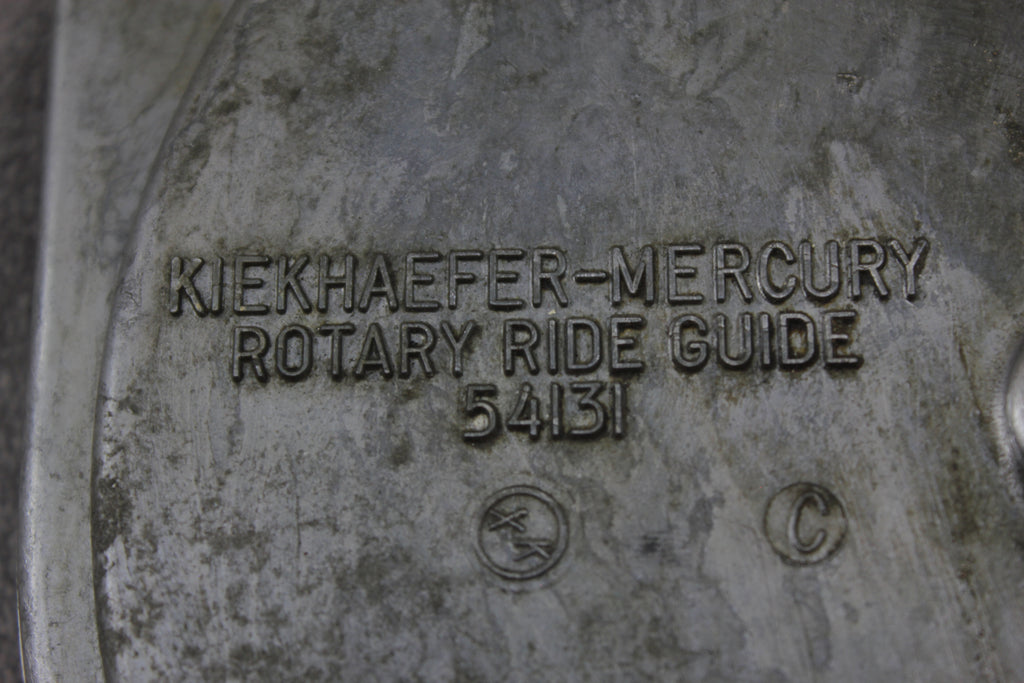 KIEKHAEFER-MERCURY
ROTARY RIDE GUIDE
54131
C